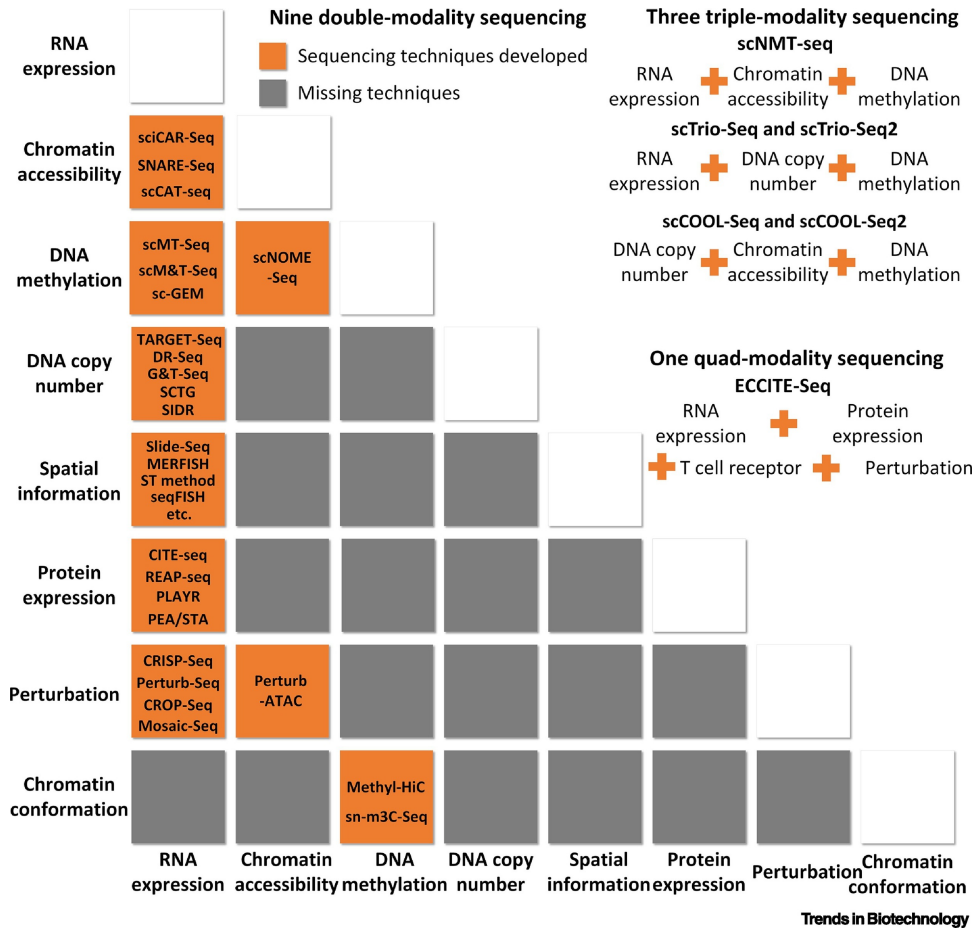 Nine double-modality sequencing
Sequencing techniques developed
Missing techniques
Three triple-modality sequencing
scNMT-seq
RNA expression
Chromatin accessibility
DNA methylation
scTrio-Seq and scTrio-Seq2
RNA expression
DNA copy number
DNA methylation
scCOOL-Seq and scCOOL-Seq2
DNA copy number
Chromatin accessibility
DNA methylation
One quad-modality sequencing
ECCITE-Seq
RNA expression
Protein expression
T cell receptor
Perturbation
RNA
expression
Chromatin
accessibility
sciCAR-Seq
SNARE-Seq
scCAT-seq
DNA
methylation
scMT-Seq
scM&T-Seq
sc-GEM
scNOME
-Seq
DNA copy
number
TARGET-Seq
DR-Seq
G&T-Seq
SCTG
SIDR
Spatial
information
Slide-Seq
MERFISH
ST method
seqFISH
etc.
Protein
expression
CITE-seq
REAP-seq
PLAYR
PEA/STA
Perturbation
CRISP-Seq
Perturb-Seq
CROP-Seq
Mosaic-Seq
Perturb
-ATAC
Chromatin
conformation
Methyl-HiC
sn-m3C-Seq
RNA
expression
Chromatin
accessibility
DNA
methylation
DNA copy
number
Spatial
information
Protein
expression
Perturbation
Chromatin
conformation
Trends in Biotechnology